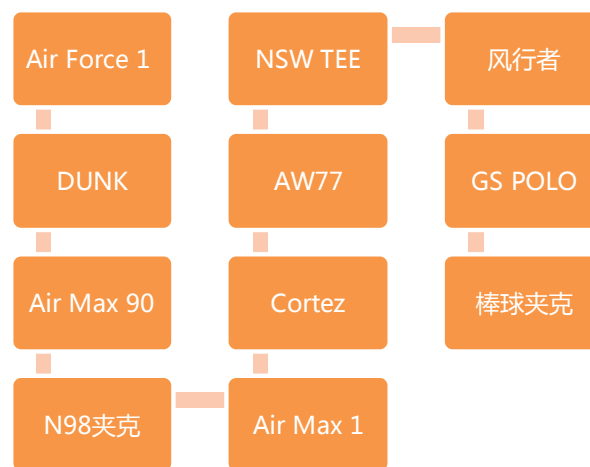 Air Force 1
DUNK
Air Max 90
N98夹克
Air Max 1
Cortez
AW77
NSW TEE
风行者
GS POLO
棒球夹克